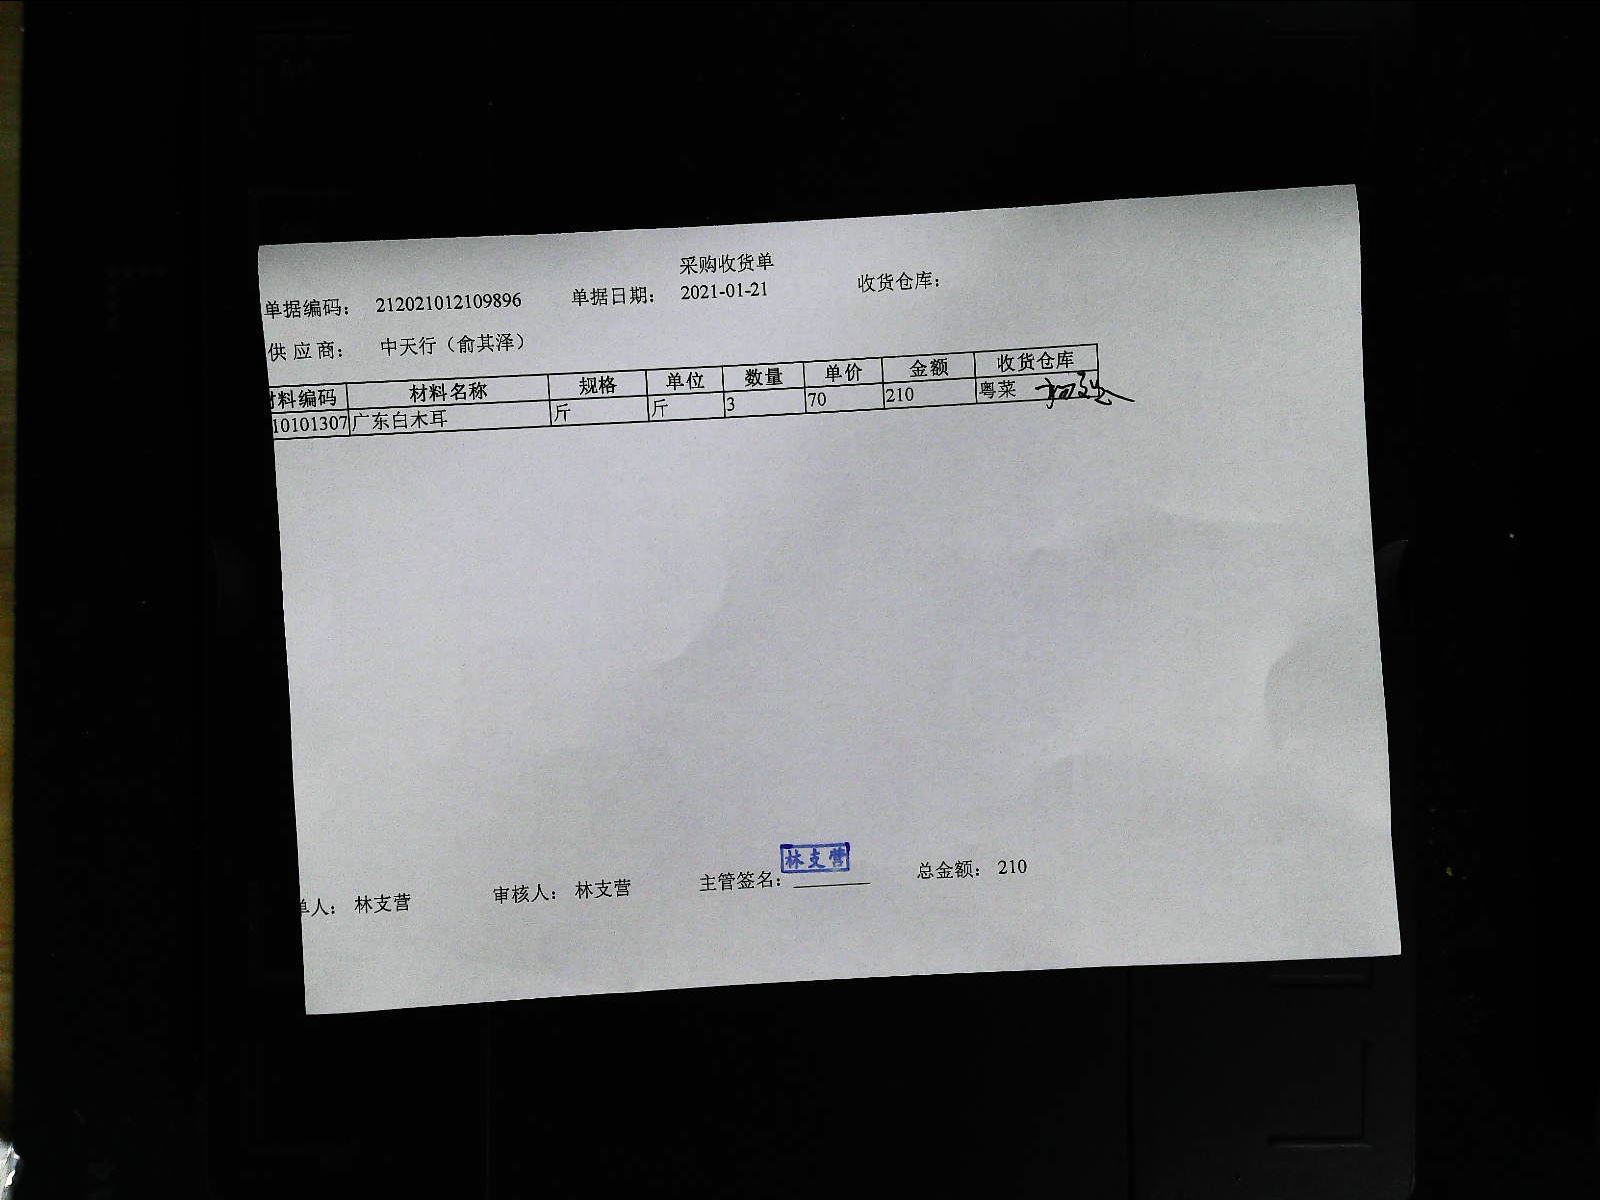 采购收货单
单据编码: 212021012109896 单据日期: 2021-01-21 收货仓库:
供应商: 中天行（俞其泽）
材料编码 材料名称 规格 单位 数量 单价 金额 收货仓库
10101307 广东白木耳 斤 斤 3 70 210 粤菜
林支营
单人: 林支营 审核人: 林支营 主管签名: 总金额: 210